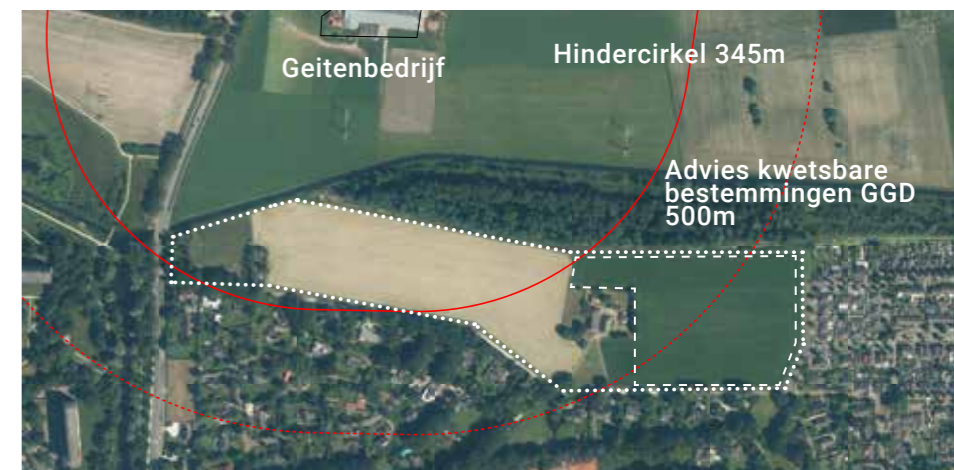 Geitenbedrijf
Hindercirkel 345m
Advies kwetsbare
bestemmingen GGD
500m